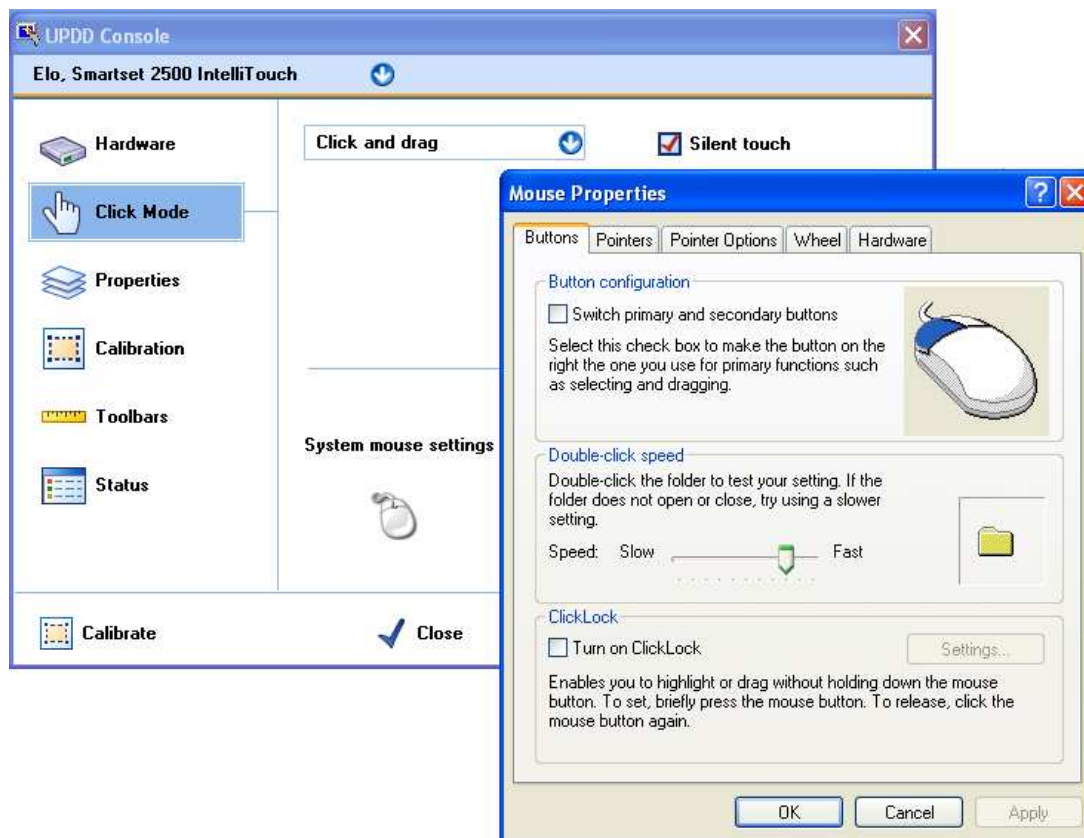 UPDD Console
Elo, Smartset 2500 IntelliTouch
Hardware
Click Mode
Properties
Calibration
Toolbars
Status
Click and drag
Silent touch
System mouse settings
Calibrate
Close
Mouse Properties
Buttons
Pointers
Pointer Options
Wheel
Hardware
Button configuration
Switch primary and secondary buttons
Select this check box to make the button on the
right the one you use for primary functions such
as selecting and dragging.
Double-click speed
Double-click the folder to test your setting. If the
folder does not open or close, try using a slower
setting.
Speed: Slow Fast
ClickLock
Turn on ClickLock
Settings...
Enables you to highlight or drag without holding down the mouse
button. To set, briefly press the mouse button. To release, click the
mouse button again.
OK
Cancel
Apply